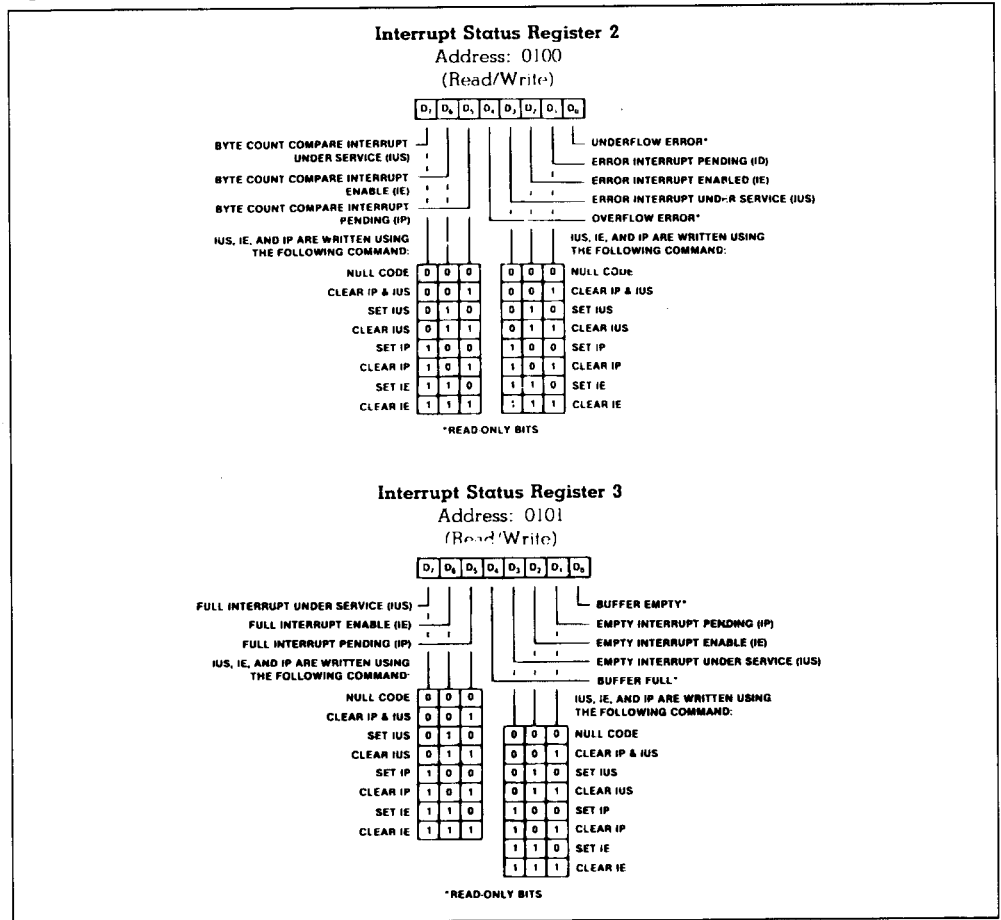 Interrupt Status Register 2
Address: 0100
(Read/Write)
D7 D6 D5 D4 D3 D2 D1 D0
BYTE COUNT COMPARE INTERRUPT
UNDER SERVICE (IUS)
BYTE COUNT COMPARE INTERRUPT
ENABLE (IE)
BYTE COUNT COMPARE INTERRUPT
PENDING (IP)
UNDERFLOW ERROR*
ERROR INTERRUPT PENDING (ID)
ERROR INTERRUPT ENABLED (IE)
ERROR INTERRUPT UNDER SERVICE (IUS)
OVERFLOW ERROR*
IUS, IE, AND IP ARE WRITTEN USING
THE FOLLOWING COMMAND:
NULL CODE 0 0 0
CLEAR IP & IUS 0 0 1
SET IUS 0 1 0
CLEAR IUS 0 1 1
SET IP 1 0 0
CLEAR IP 1 0 1
SET IE 1 1 0
CLEAR IE 1 1 1
IUS, IE, AND IP ARE WRITTEN USING
THE FOLLOWING COMMAND:
0 0 0 NULL CODE
0 0 1 CLEAR IP & IUS
0 1 0 SET IUS
0 1 1 CLEAR IUS
1 0 0 SET IP
1 0 1 CLEAR IP
1 1 0 SET IE
1 1 1 CLEAR IE
*READ-ONLY BITS
Interrupt Status Register 3
Address: 0101
(Read/Write)
D7 D6 D5 D4 D3 D2 D1 D0
FULL INTERRUPT UNDER SERVICE (IUS)
FULL INTERRUPT ENABLE (IE)
FULL INTERRUPT PENDING (IP)
BUFFER EMPTY*
EMPTY INTERRUPT PENDING (IP)
EMPTY INTERRUPT ENABLE (IE)
EMPTY INTERRUPT UNDER SERVICE (IUS)
BUFFER FULL*
IUS, IE, AND IP ARE WRITTEN USING
THE FOLLOWING COMMAND:
NULL CODE 0 0 0
CLEAR IP & IUS 0 0 1
SET IUS 0 1 0
CLEAR IUS 0 1 1
SET IP 1 0 0
CLEAR IP 1 0 1
SET IE 1 1 0
CLEAR IE 1 1 1
IUS, IE, AND IP ARE WRITTEN USING
THE FOLLOWING COMMAND:
0 0 0 NULL CODE
0 0 1 CLEAR IP & IUS
0 1 0 SET IUS
0 1 1 CLEAR IUS
1 0 0 SET IP
1 0 1 CLEAR IP
1 1 0 SET IE
1 1 1 CLEAR IE
*READ-ONLY BITS